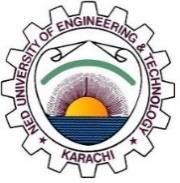 NED UNIVERSITY OF ENGINEERING & TECHNOLOGY
KARACHI